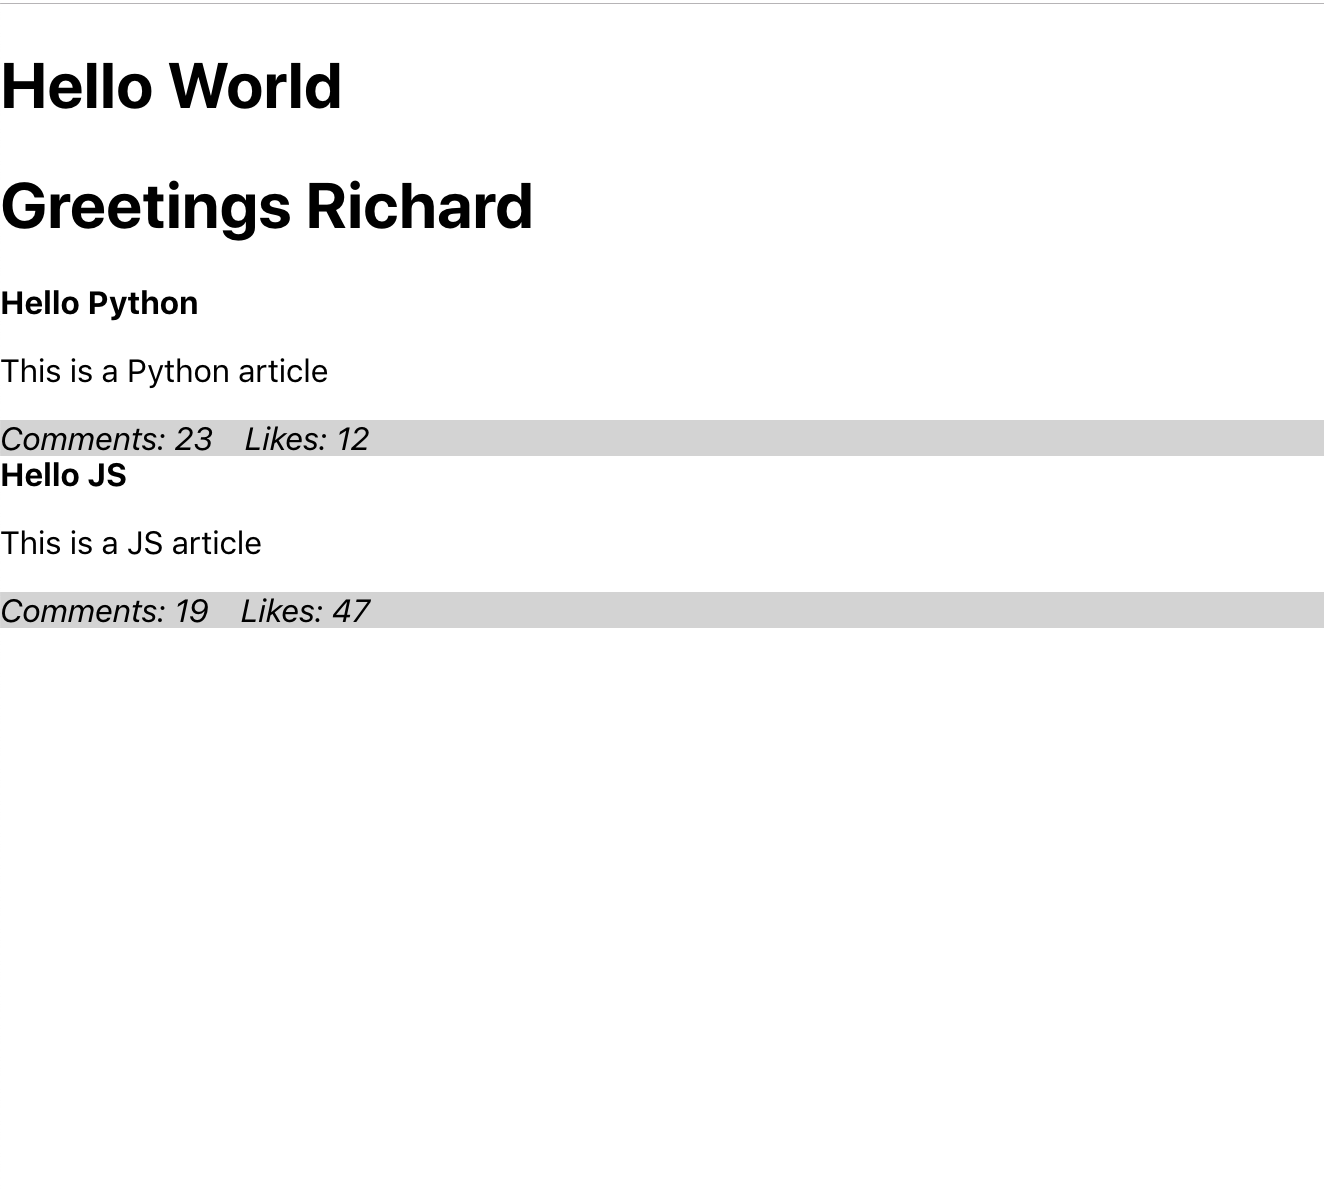 Hello World
Greetings Richard
Hello Python
This is a Python article
Comments: 23 Likes: 12
Hello JS
This is a JS article
Comments: 19 Likes: 47